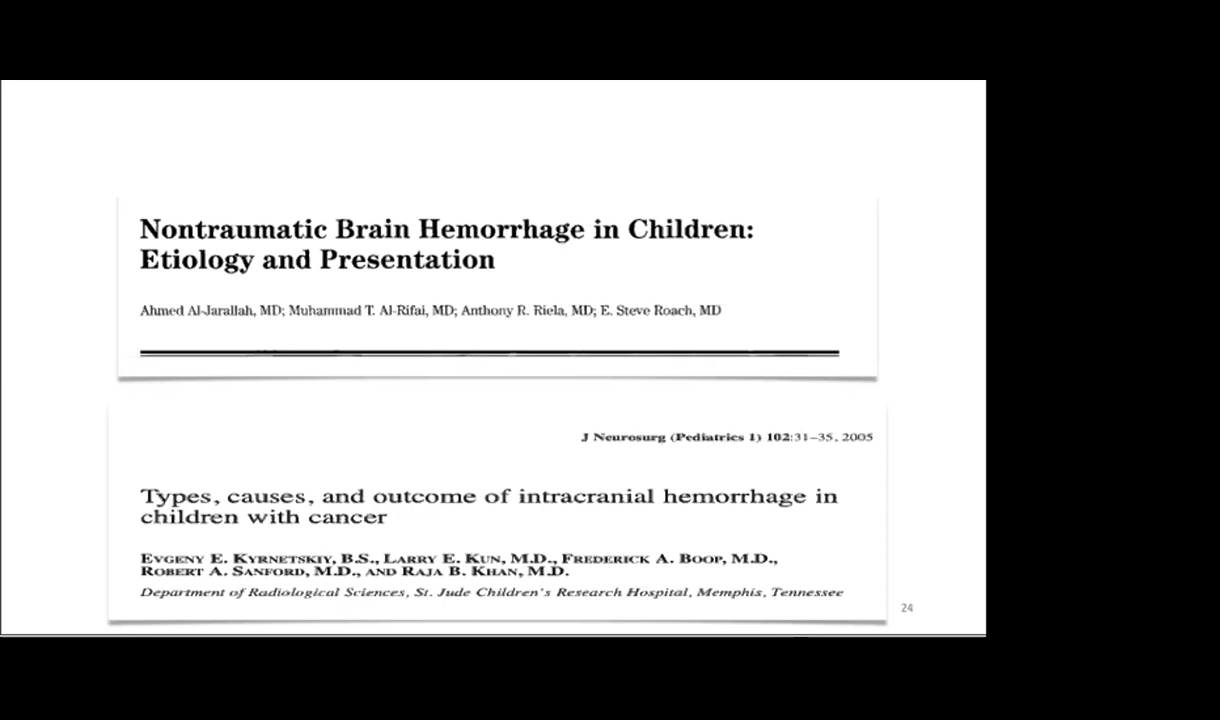 Nontraumatic Brain Hemorrhage in Children:
Etiology and Presentation
Ahmed Al-Jarallah, MD; Muhammad T. Al-Rifai, MD; Anthony R. Riela, MD; E. Steve Roach, MD
J Neurosurg (Pediatrics 1) 102:31–35, 2005
Types, causes, and outcome of intracranial hemorrhage in
children with cancer
Evgeny E. Kyrnetskiy, B.S., Larry E. Kun, M.D., Frederick A. Boop, M.D.,
Robert A. Sanford, M.D., and Raja B. Khan, M.D.
Department of Radiological Sciences, St. Jude Children's Research Hospital, Memphis, Tennessee
24